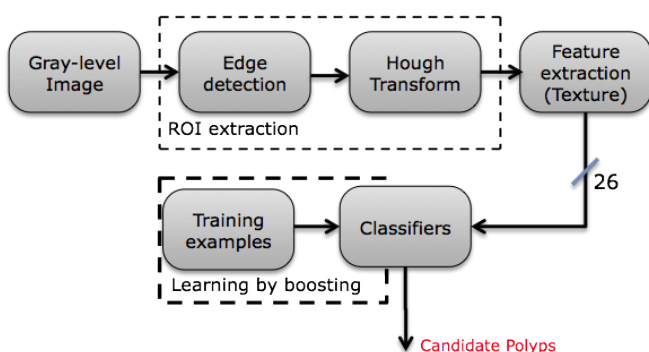 Gray-level
Image
Edge
detection
Hough
Transform
Feature
extraction
(Texture)
ROI extraction
26
Training
examples
Classifiers
Learning by boosting
Candidate Polyps